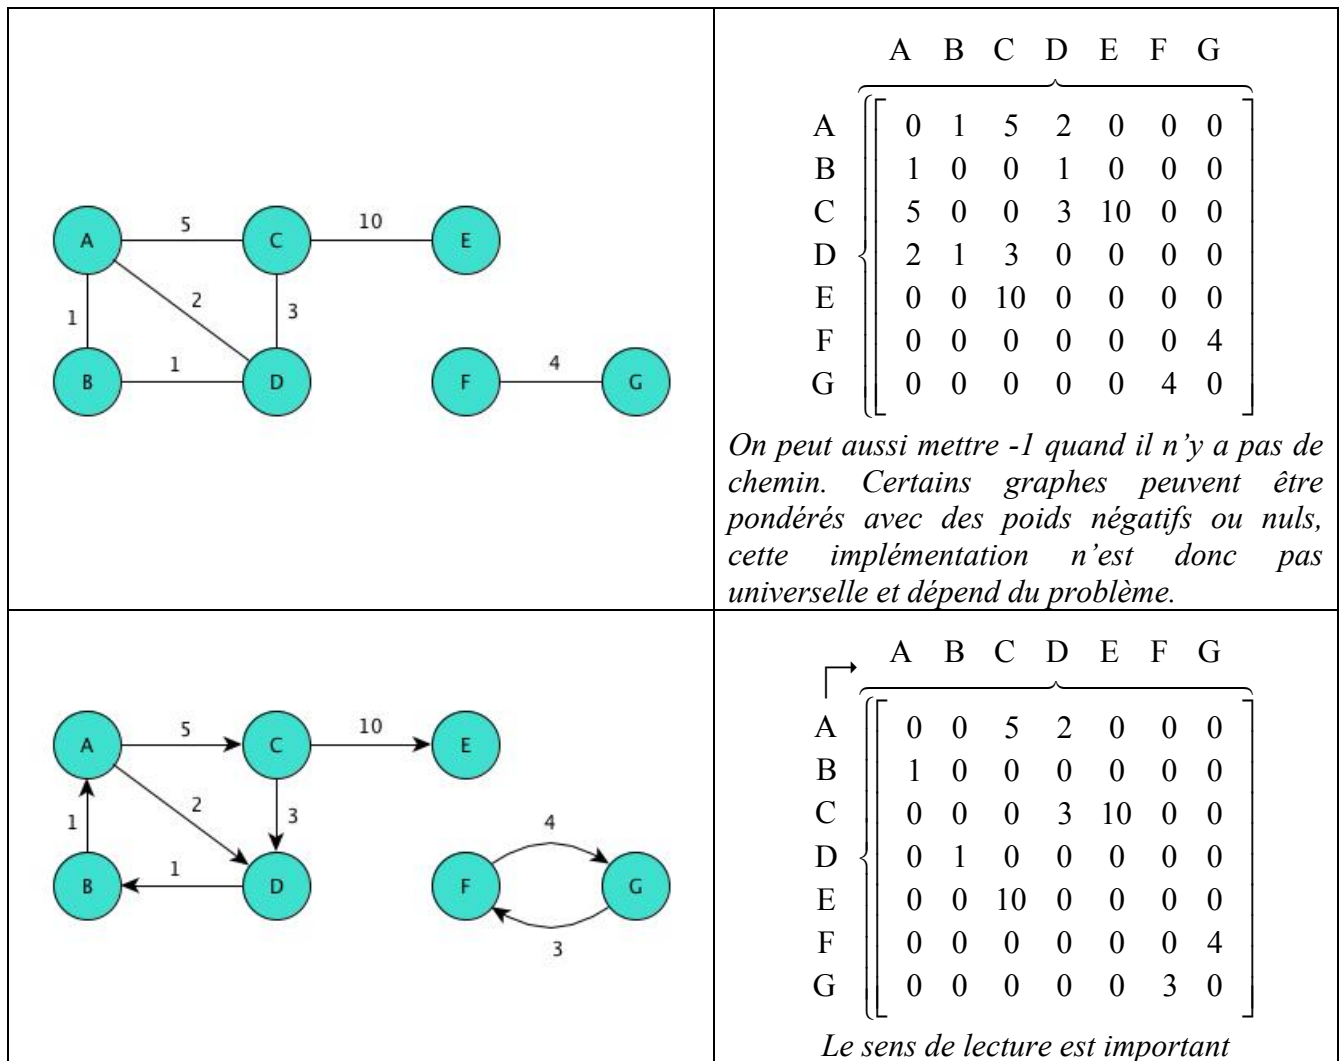 A B C D E F G
A 0 1 5 2 0 0 0
B 1 0 0 1 0 0 0
C 5 0 0 3 10 0 0
D 2 1 3 0 0 0 0
E 0 0 10 0 0 0 0
F 0 0 0 0 0 0 4
G 0 0 0 0 0 4 0
5 10
A C E
1 2 3
4
B 1 D F G
On peut aussi mettre -1 quand il n’y a pas de
chemin. Certains graphes peuvent être
pondérés avec des poids négatifs ou nuls,
cette implémentation n’est donc pas
universelle et dépend du problème.
A B C D E F G
A 0 0 5 2 0 0 0
B 1 0 0 0 0 0 0
C 0 0 0 3 10 0 0
D 0 1 0 0 0 0 0
E 0 0 10 0 0 0 0
F 0 0 0 0 0 0 4
G 0 0 0 0 0 3 0
5 10
A C E
1 2 3 4
B 1 D F G
3
Le sens de lecture est important